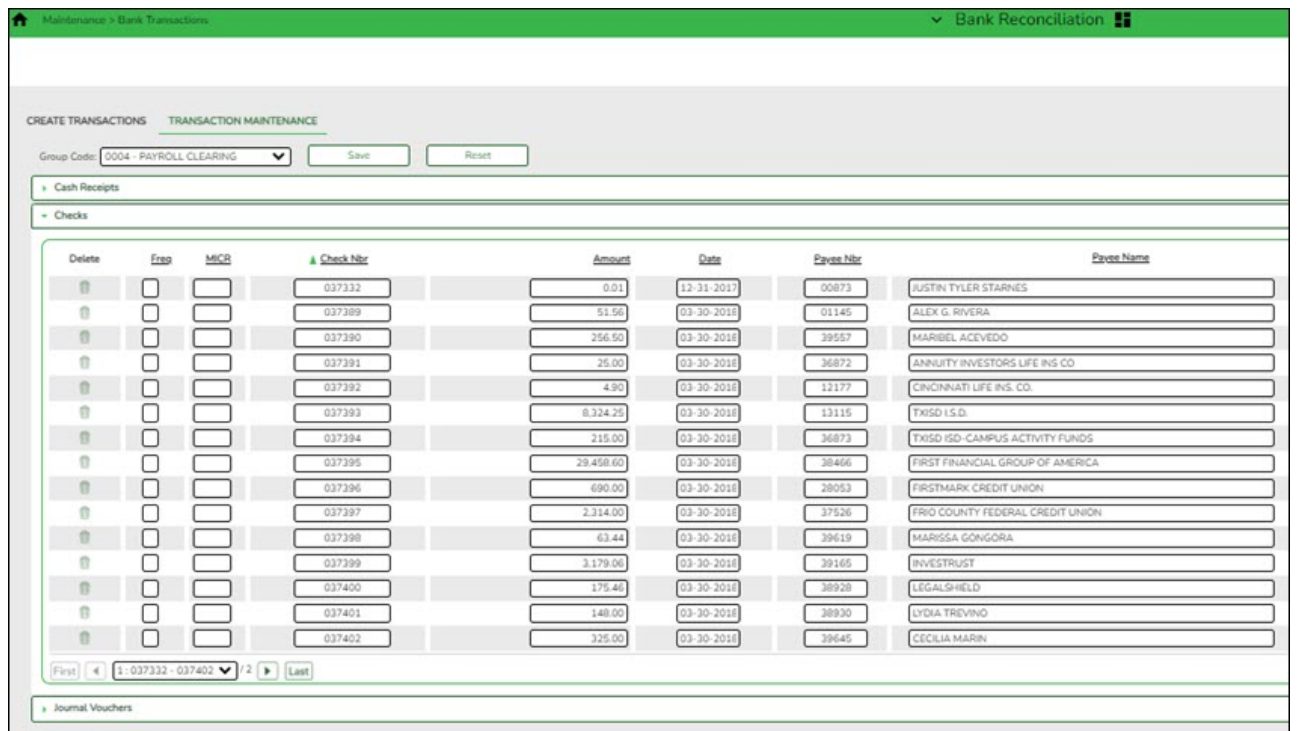 Maintenance > Bank Transactions
Bank Reconciliation
CREATE TRANSACTIONS TRANSACTION MAINTENANCE
Group Code: 0004 - PAYROLL CLEARING Save Reset
Cash Receipts
Checks
Delete Freq MICR Check Nbr Amount Date Payee Nbr Payee Name
037332 0.01 12-31-2017 00873 JUSTIN TYLER STARNES
037389 51.56 03-30-2018 01145 ALEX G. RIVERA
037390 256.50 03-30-2018 39557 MARIBEL ACEVEDO
037391 25.00 03-30-2018 36872 ANNUITY INVESTORS LIFE INS CO
037392 4.90 03-30-2018 12177 CINCINNATI LIFE INS. CO.
037393 8,324.25 03-30-2018 13115 TXISD I.S.D.
037394 215.00 03-30-2018 36873 TXISD ISD-CAMPUS ACTIVITY FUNDS
037395 29,458.60 03-30-2018 38466 FIRST FINANCIAL GROUP OF AMERICA
037396 690.00 03-30-2018 28053 FIRSTMARK CREDIT UNION
037397 2,314.00 03-30-2018 37526 FRIO COUNTY FEDERAL CREDIT UNION
037398 63.44 03-30-2018 39619 MARISSA GONGORA
037399 3,179.06 03-30-2018 39165 INVESTRUST
037400 175.46 03-30-2018 38928 LEGALSHIELD
037401 148.00 03-30-2018 38930 LYDIA TREVINO
037402 325.00 03-30-2018 39645 CECILIA MARIN
First 1 : 037332 - 037402 / 2 Last
Journal Vouchers